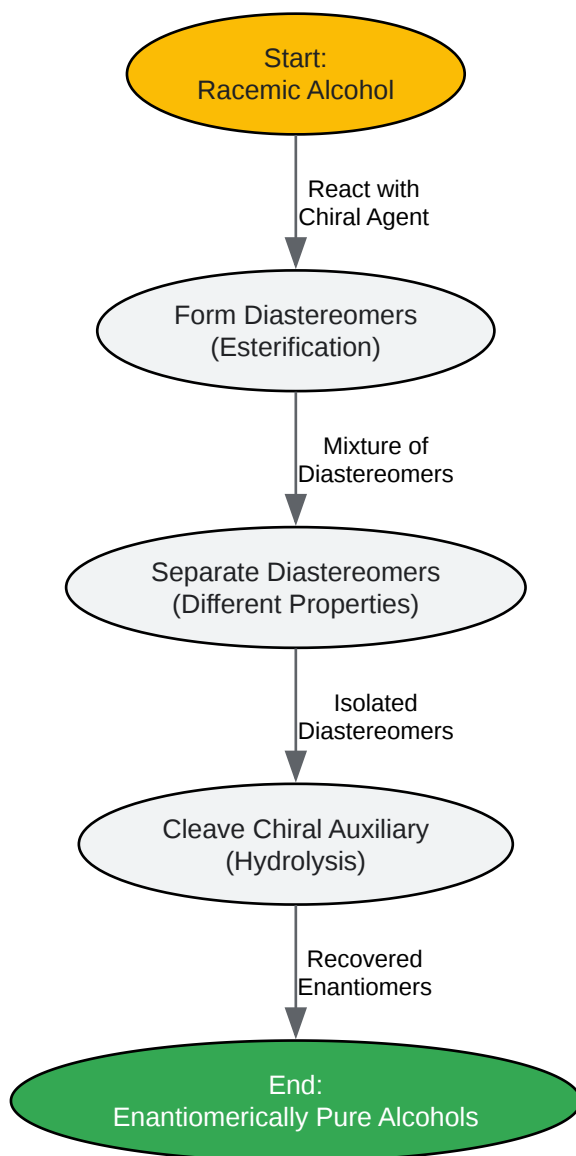 Start:
Racemic Alcohol
React with
Chiral Agent
Form Diastereomers
(Esterification)
Mixture of
Diastereomers
Separate Diastereomers
(Different Properties)
Isolated
Diastereomers
Cleave Chiral Auxiliary
(Hydrolysis)
Recovered
Enantiomers
End:
Enantiomerically Pure Alcohols